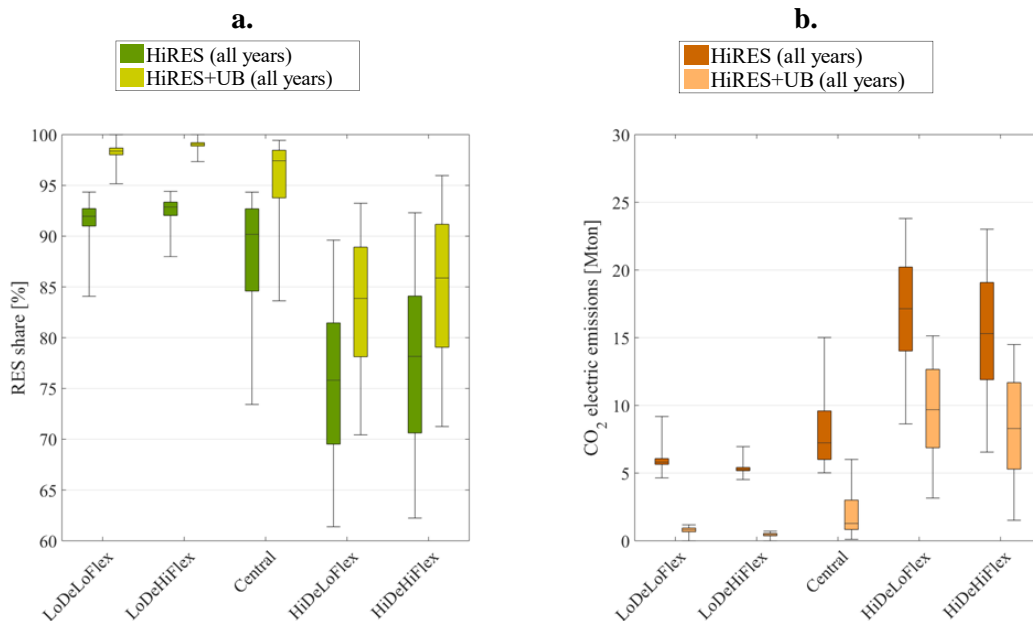 a.
HiRES (all years)
HiRES+UB (all years)
RES share [%]
100
95
90
85
80
75
70
65
60
LoDeLoFlex
LoDeHiFlex
Central
HiDeLoFlex
HiDeHiFlex
b.
HiRES (all years)
HiRES+UB (all years)
CO2 electric emissions [Mton]
30
25
20
15
10
5
0
LoDeLoFlex
LoDeHiFlex
Central
HiDeLoFlex
HiDeHiFlex